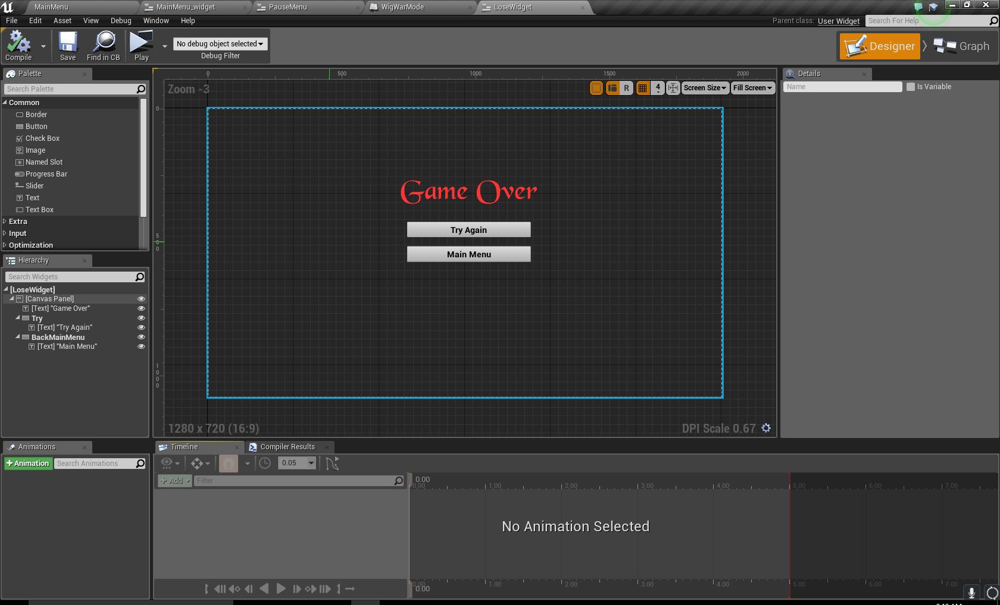 MainMenu
MainMenu_widget
PauseMenu
WigWarMode
LoseWidget
File Edit Asset View Debug Window Help
Parent class: User Widget
Search For Help
Compile
Save
Find in CB
Play
No debug object selected
Debug Filter
Designer
Graph
Palette
Search Palette
Common
Border
Button
Check Box
Image
Named Slot
Progress Bar
Slider
Text
Text Box
Extra
Input
Optimization
Hierarchy
Search Widgets
[LoseWidget]
[Canvas Panel]
[Text] "Game Over"
Try
[Text] "Try Again"
BackMainMenu
[Text] "Main Menu"
0 500 1000 1500 2000
Zoom -3
R
4
Screen Size
Fill Screen
0
500
1000
Game Over
Try Again
Main Menu
1280 x 720 (16:9)
DPI Scale 0.67
Details
Name
Is Variable
Animations
+Animation
Search Animations
Timeline
Compiler Results
0.05
+ Add
Filter
0.00
0.00 1.00 2.00 3.00 4.00 5.00 6.00 7.00
No Animation Selected
0.00 1.00 2.00 3.00 4.00 5.00 6.00 7.00
0.00